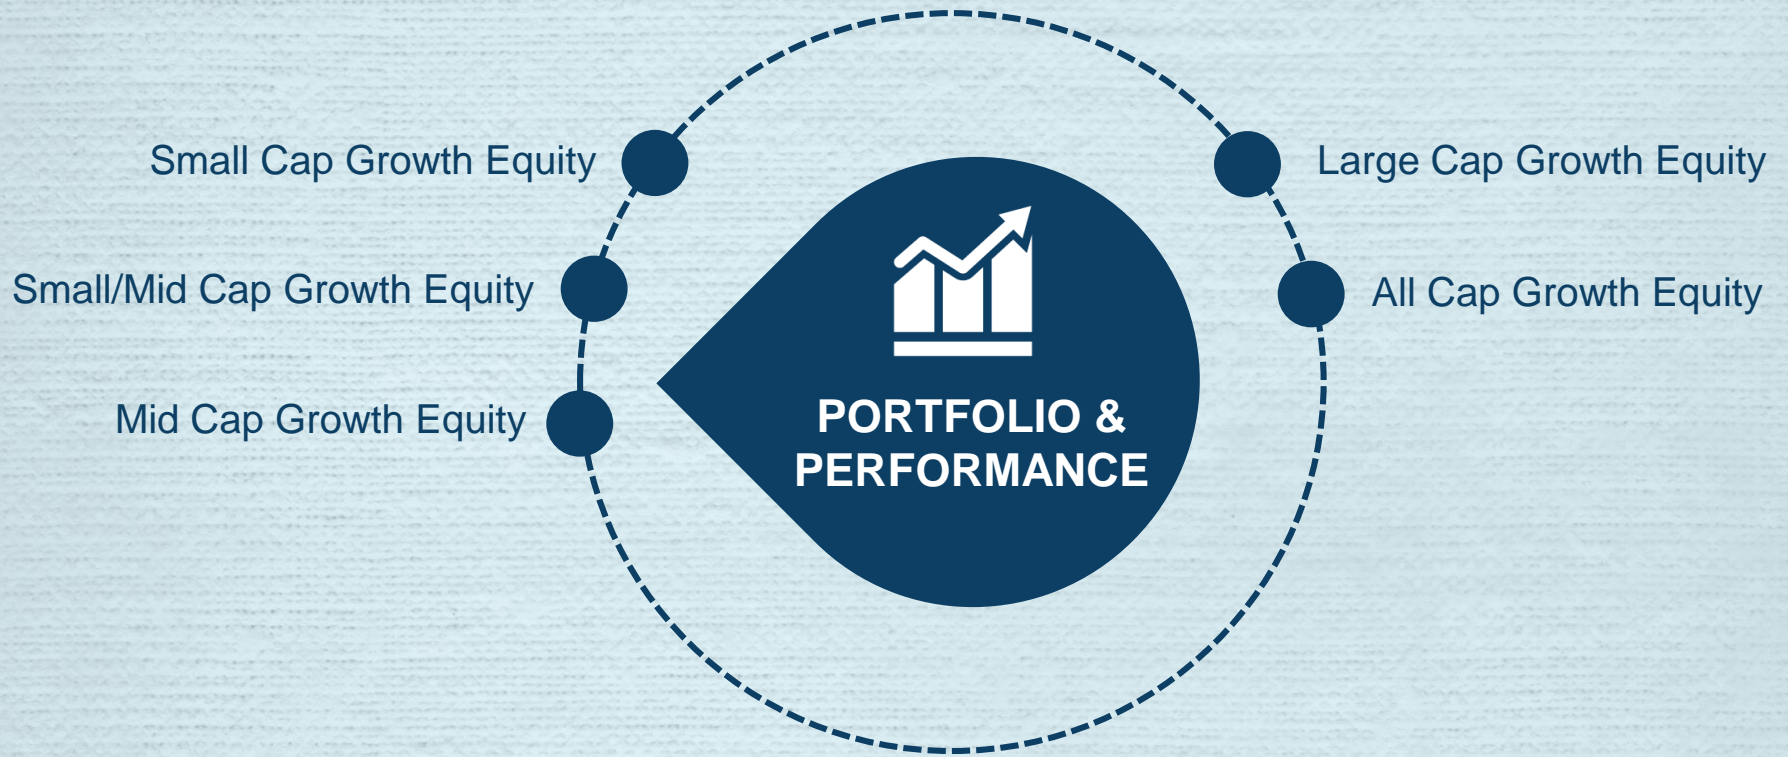 Small Cap Growth Equity
Small/Mid Cap Growth Equity
Mid Cap Growth Equity
PORTFOLIO &
PERFORMANCE
Large Cap Growth Equity
All Cap Growth Equity